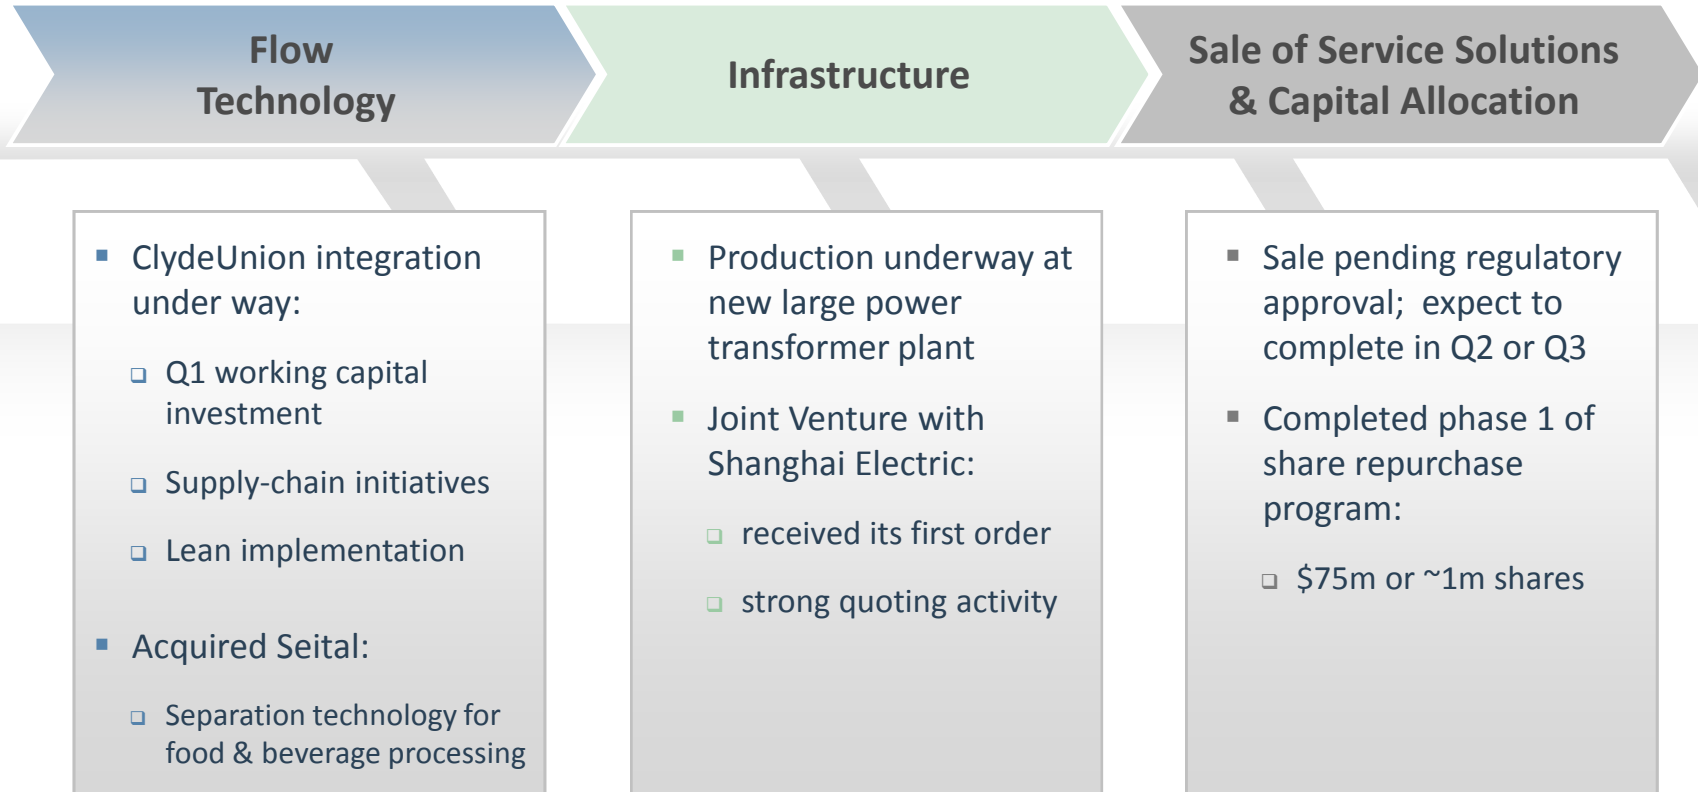 Flow
Technology
Infrastructure
Sale of Service Solutions
& Capital Allocation
ClydeUnion integration
under way:
Q1 working capital
investment
Supply-chain initiatives
Lean implementation
Acquired Seital:
Separation technology for
food & beverage processing
Production underway at
new large power
transformer plant
Joint Venture with
Shanghai Electric:
received its first order
strong quoting activity
Sale pending regulatory
approval;  expect to
complete in Q2 or Q3
Completed phase 1 of
share repurchase
program:
$75m or ~1m shares